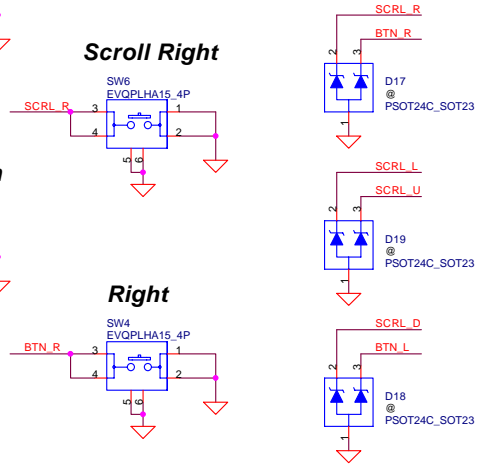 Scroll Right
SW6
EVQPLHA15_4P
SCRL_R
3
1
4
2
5
6
Right
SW4
EVQPLHA15_4P
BTN_R
3
1
4
2
5
6
SCRL_R
BTN_R
2
3
D17
@
PSOT24C_SOT23
1
SCRL_L
SCRL_U
2
3
D19
@
PSOT24C_SOT23
1
SCRL_D
BTN_L
2
3
D18
@
PSOT24C_SOT23
1